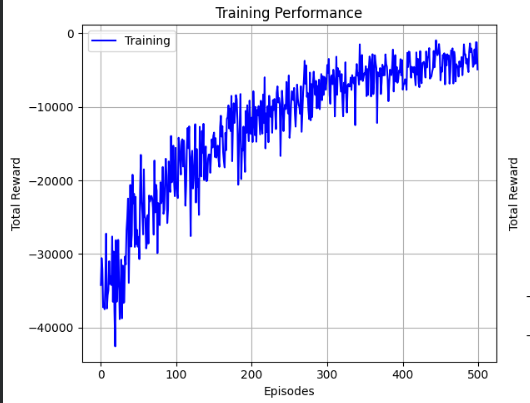 Training Performance
Training
0
−10000
−20000
−30000
−40000
Total Reward
0
100
200
300
400
500
Episodes
Total Reward